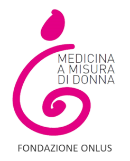 MEDICINA
A MISURA
DI DONNA
FONDAZIONE ONLUS